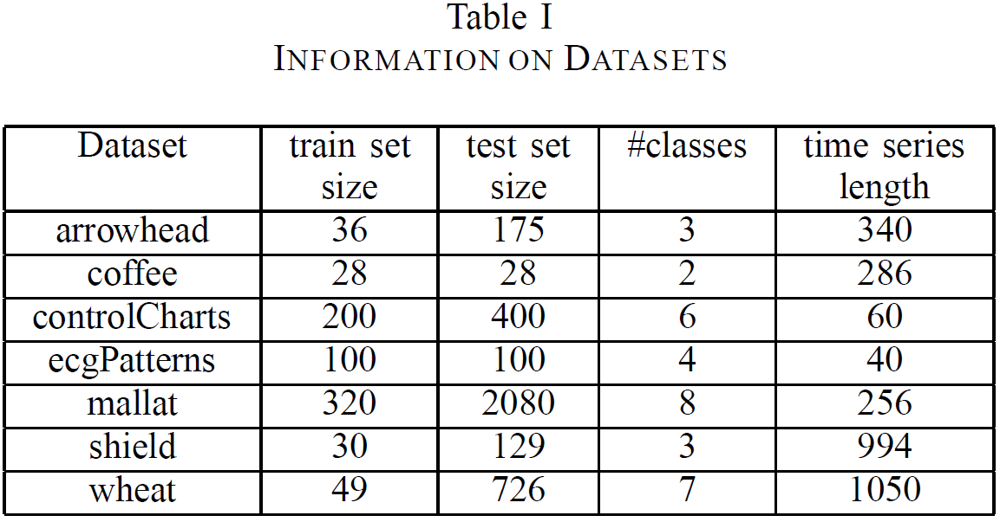 Table I
INFORMATION ON DATASETS
Dataset train set size test set size #classes time series length
arrowhead 36 175 3 340
coffee 28 28 2 286
controlCharts 200 400 6 60
ecgPatterns 100 100 4 40
mallat 320 2080 8 256
shield 30 129 3 994
wheat 49 726 7 1050